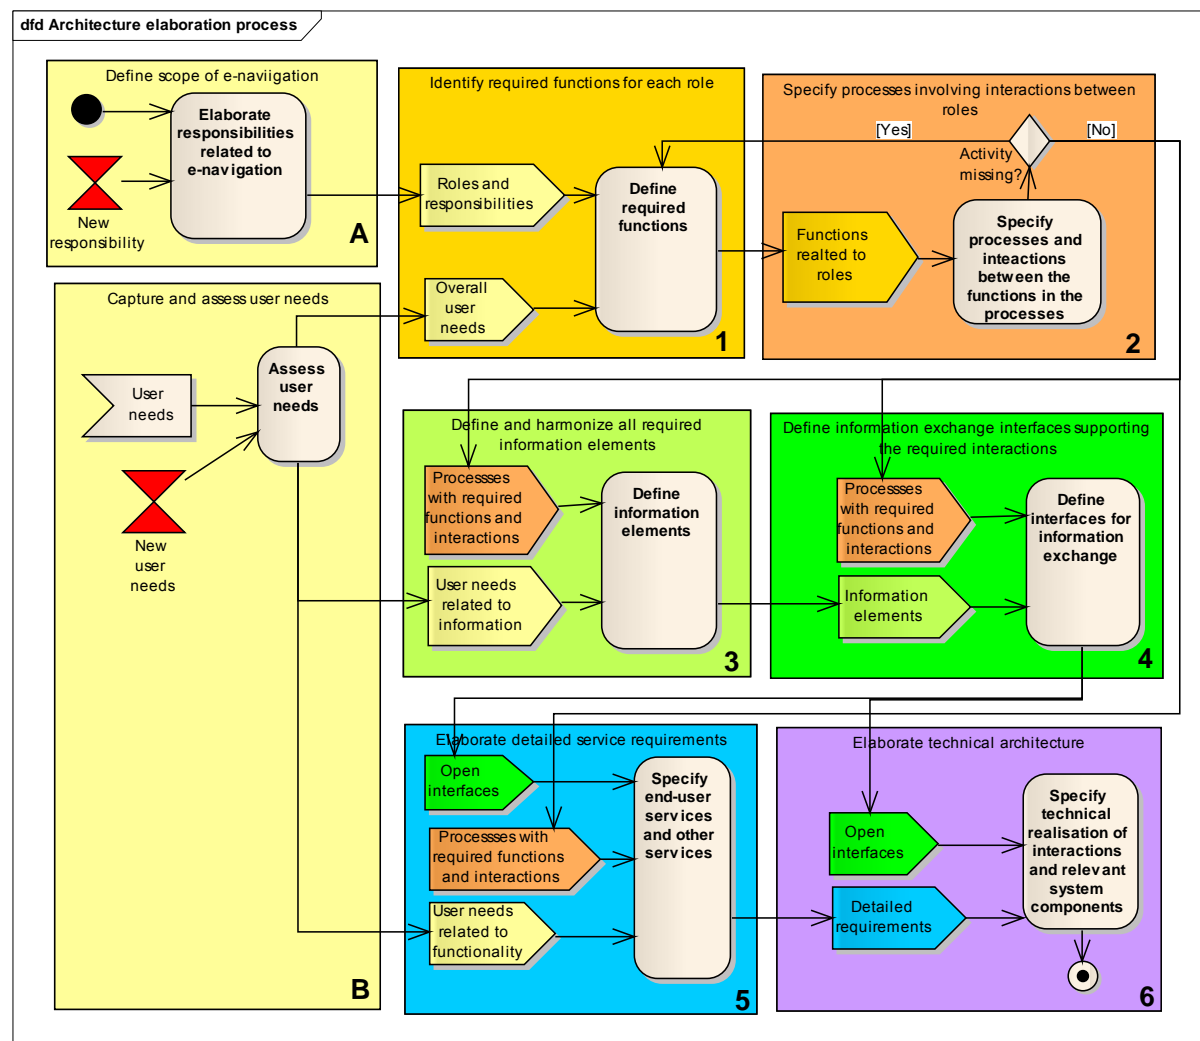 dfd Architecture elaboration process
Define scope of e-naviigation
Elaborate
responsibilities
related to
e-navigation
New
responsibility
A
Identify required functions for each role
Roles and
responsibilities
Define
required
functions
Overall
user
needs
1
Specify processes involving interactions between
roles
[Yes]
[No]
Activity
missing?
Functions
realted to
roles
Specify
processes and
inteactions
between the
functions in the
processes
2
Capture and assess user needs
User
needs
Assess
user
needs
New
user
needs
B
Define and harmonize all required
information elements
Processses
with required
functions and
interactions
Define
information
elements
User needs
related to
information
3
Define information exchange interfaces supporting
the required interactions
Processses
with required
functions and
interactions
Define
interfaces for
information
exchange
Information
elements
4
Elaborate detailed service requirements
Open
interfaces
Specify
end-user
services
and other
services
Processses with
required functions
and interactions
User needs
related to
functionality
5
Elaborate technical architecture
Open
interfaces
Specify
technical
realisation of
interactions
and relevant
system
components
Detailed
requirements
6